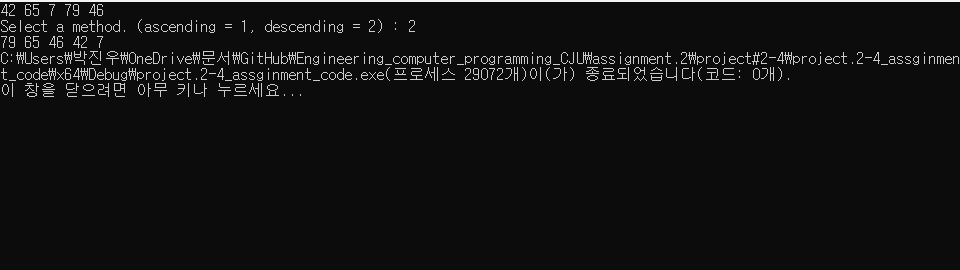 42 65 7 79 46
Select a method. (ascending = 1, descending = 2) : 2
79 65 46 42 7
C:₩Users₩박진우₩OneDrive₩문서₩GitHub₩Engineering_computer_programming_CJU₩assignment.2₩project#2-4₩project.2-4_assginmen
t_code₩x64₩Debug₩project.2-4_assginment_code.exe(프로세스 29072개)이(가) 종료되었습니다(코드: 0개).
이 창을 닫으려면 아무 키나 누르세요...